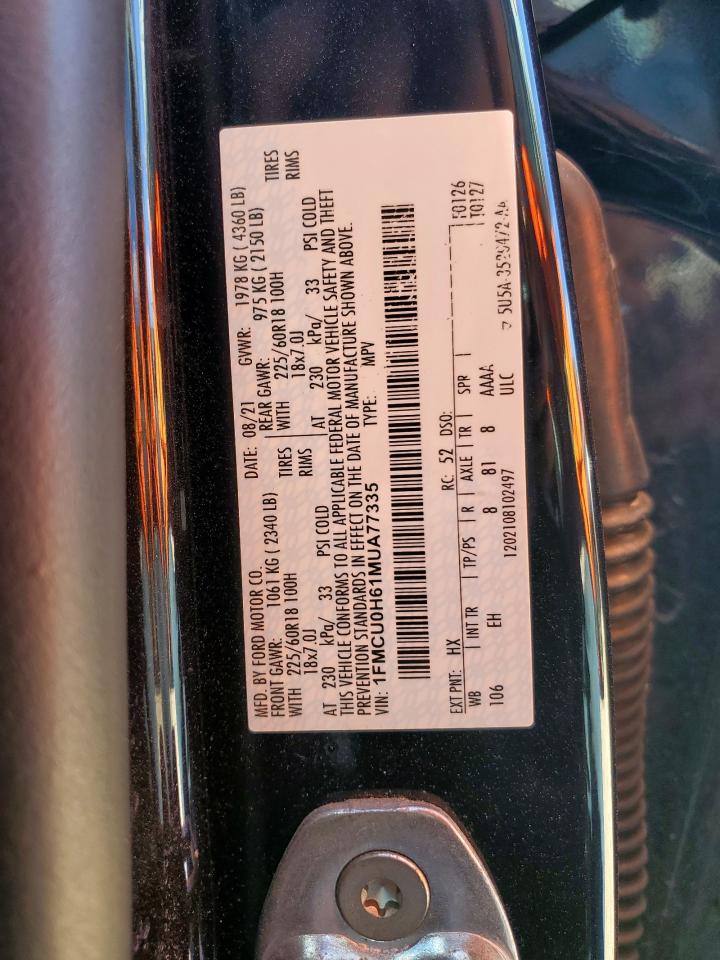 MFD. BY FORD MOTOR CO. DATE: 08/21 GVWR: 1978 KG ( 4360 LB)
FRONT GAWR: 1061 KG ( 2340 LB) REAR GAWR: 975 KG ( 2150 LB)
WITH 225/60R18 100H TIRES WITH 225/60R18 100H TIRES
18x7.0J RIMS 18x7.0J RIMS
AT 230 kPa/ 33 PSI COLD AT 230 kPa/ 33 PSI COLD
THIS VEHICLE CONFORMS TO ALL APPLICABLE FEDERAL MOTOR VEHICLE SAFETY AND THEFT
PREVENTION STANDARDS IN EFFECT ON THE DATE OF MANUFACTURE SHOWN ABOVE.
VIN: 1FMCU0H61MUA77335 TYPE: MPV
EXT PNT: HX RC: 52 DSO: F0126
WB INT TR TP/PS R AXLE TR SPR T0127
106 EH 8 81 8 AAAA
1202108102497 ULC